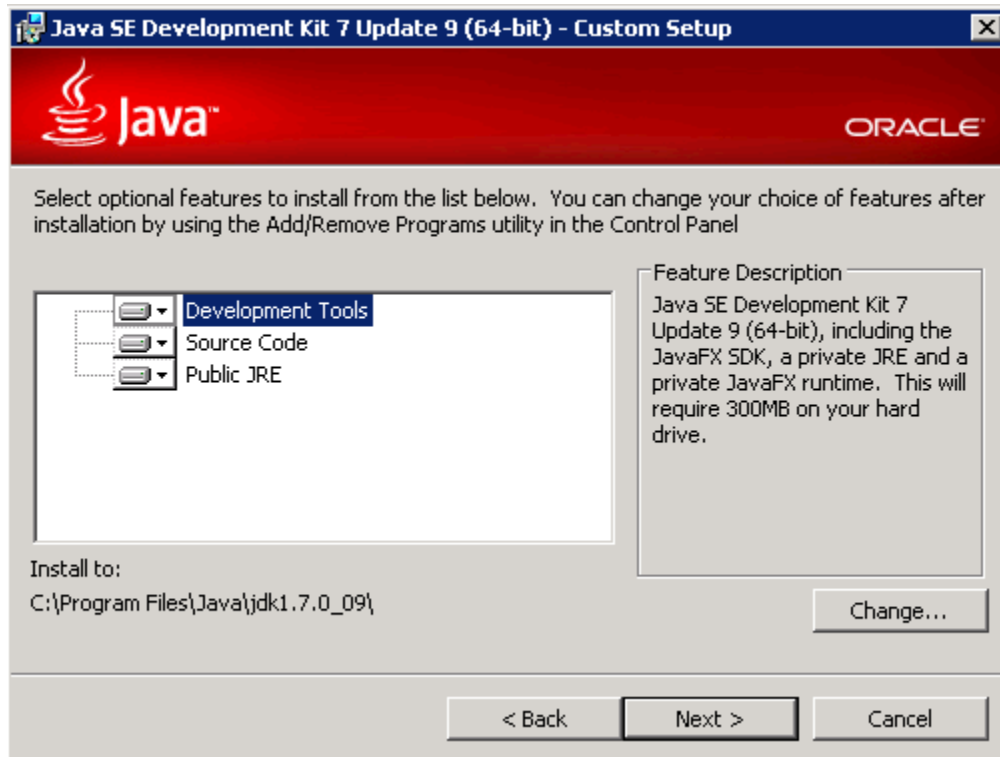 Java SE Development Kit 7 Update 9 (64-bit) - Custom Setup
Java™
ORACLE
Select optional features to install from the list below. You can change your choice of features after
installation by using the Add/Remove Programs utility in the Control Panel
Development Tools
Source Code
Public JRE
Feature Description
Java SE Development Kit 7
Update 9 (64-bit), including the
JavaFX SDK, a private JRE and a
private JavaFX runtime. This will
require 300MB on your hard
drive.
Install to:
C:\Program Files\Java\jdk1.7.0_09\
Change...
< Back
Next >
Cancel